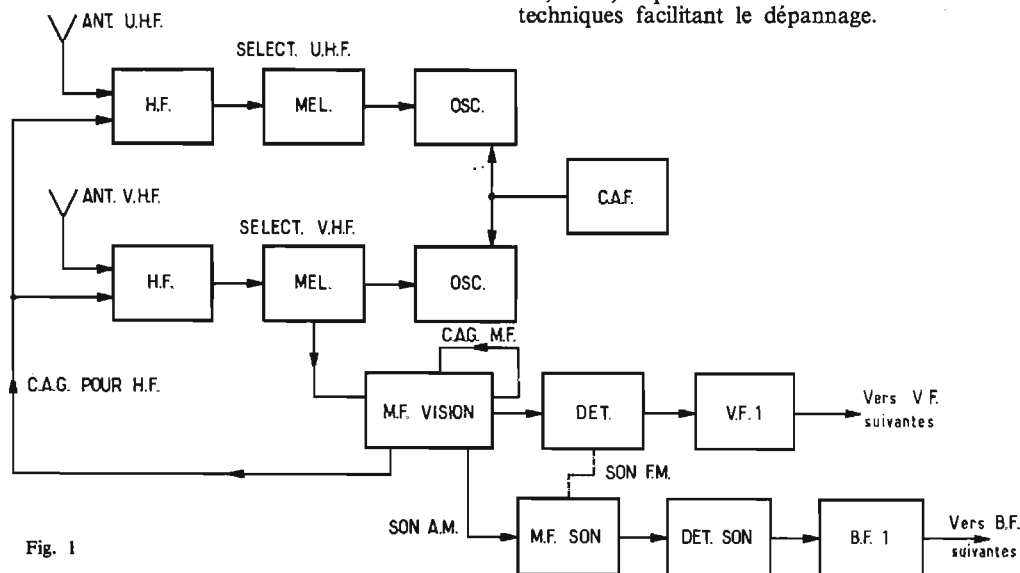 techniques facilitant le dépannage.
ANT. U.H.F.
SELECT. U.H.F.
H.F.
MEL.
OSC.
C.A.F.
ANT. V.H.F.
SELECT. V.H.F.
H.F.
MEL.
OSC.
C.A.G. M.F.
C.A.G. POUR H.F.
M.F. VISION
DET.
V.F. 1
Vers V F.
suivantes
SON F.M.
SON A.M.
M.F. SON
DET. SON
B.F. 1
Vers B.F.
suivantes
Fig. 1